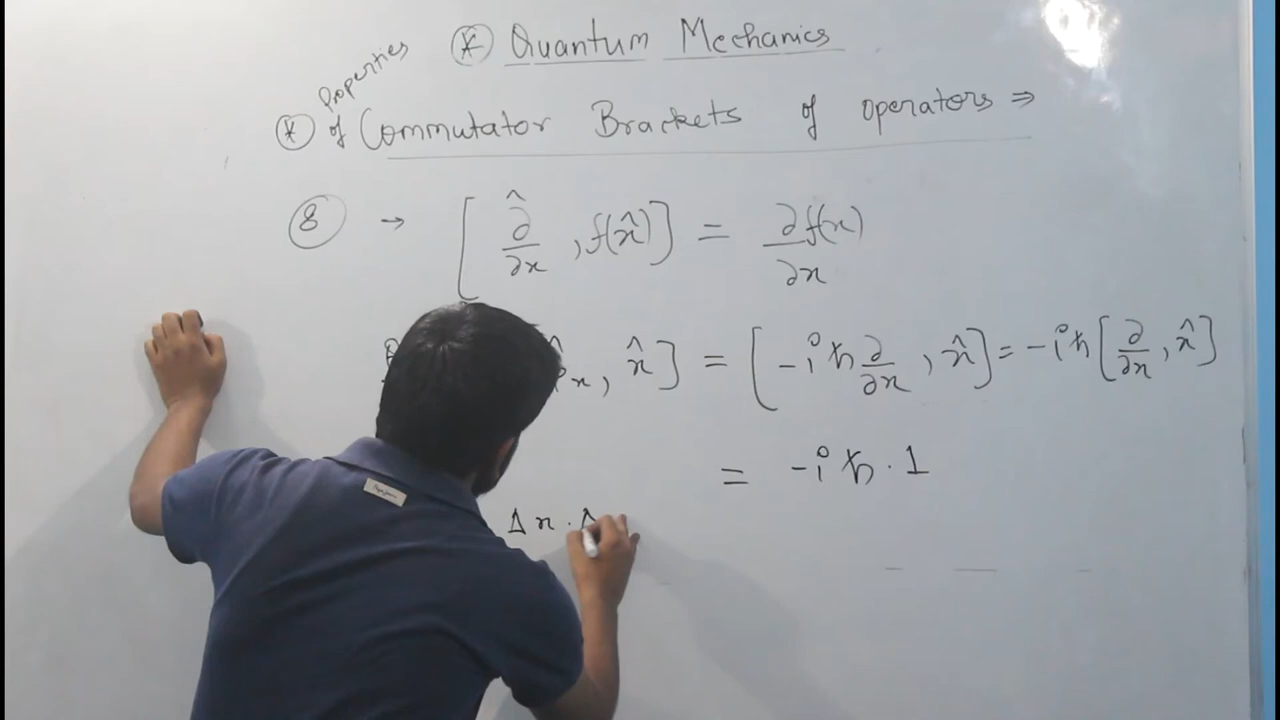 Ⓧ Quantum Mechanics
Properties
Ⓧ of Commutator Brackets of operators ⇒
⑧ → [ ∂̂/∂x , f(x̂) ] = ∂f(x)/∂x
x, x̂ ] = [ -iħ ∂/∂x , x̂ ] = -iħ [ ∂/∂x , x̂ ]
= -iħ · 1
Δx · Δ